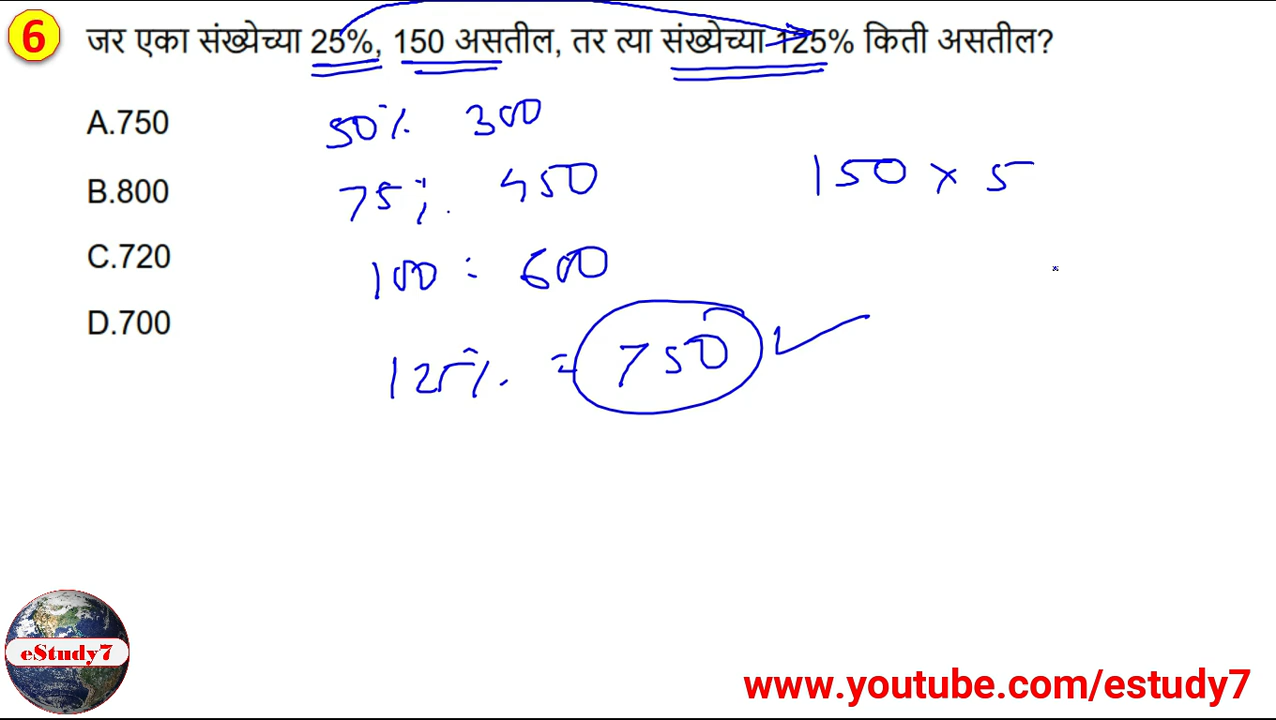 6 जर एका संख्येच्या 25%, 150 असतील, तर त्या संख्येच्या 125% किती असतील?
A.750
50% 300
B.800
75%. 450
150 × 5
C.720
100 = 600
D.700
125% = 750
eStudy7
www.youtube.com/estudy7